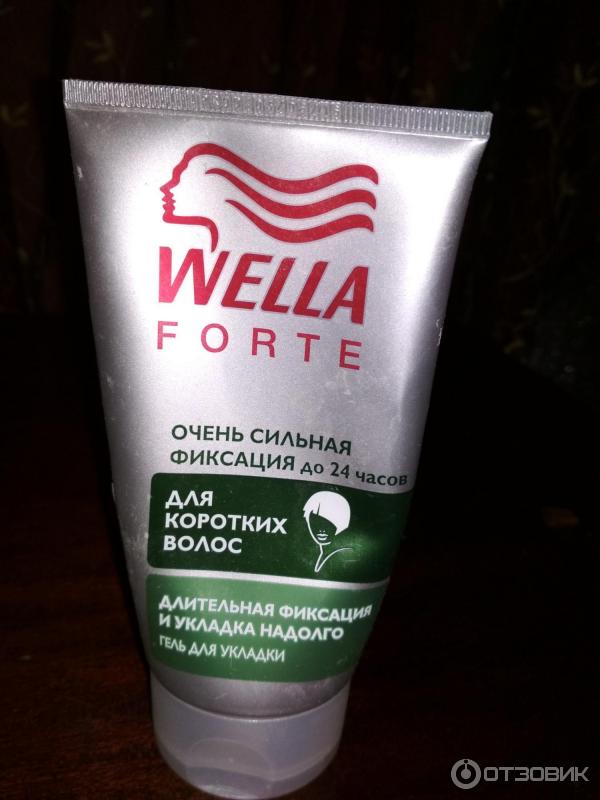 WELLA
FORTE
ОЧЕНЬ СИЛЬНАЯ
ФИКСАЦИЯ до 24 часов
ДЛЯ
КОРОТКИХ
ВОЛОС
ДЛИТЕЛЬНАЯ ФИКСАЦИЯ
И УКЛАДКА НАДОЛГО
ГЕЛЬ ДЛЯ УКЛАДКИ
ОТЗОВИК